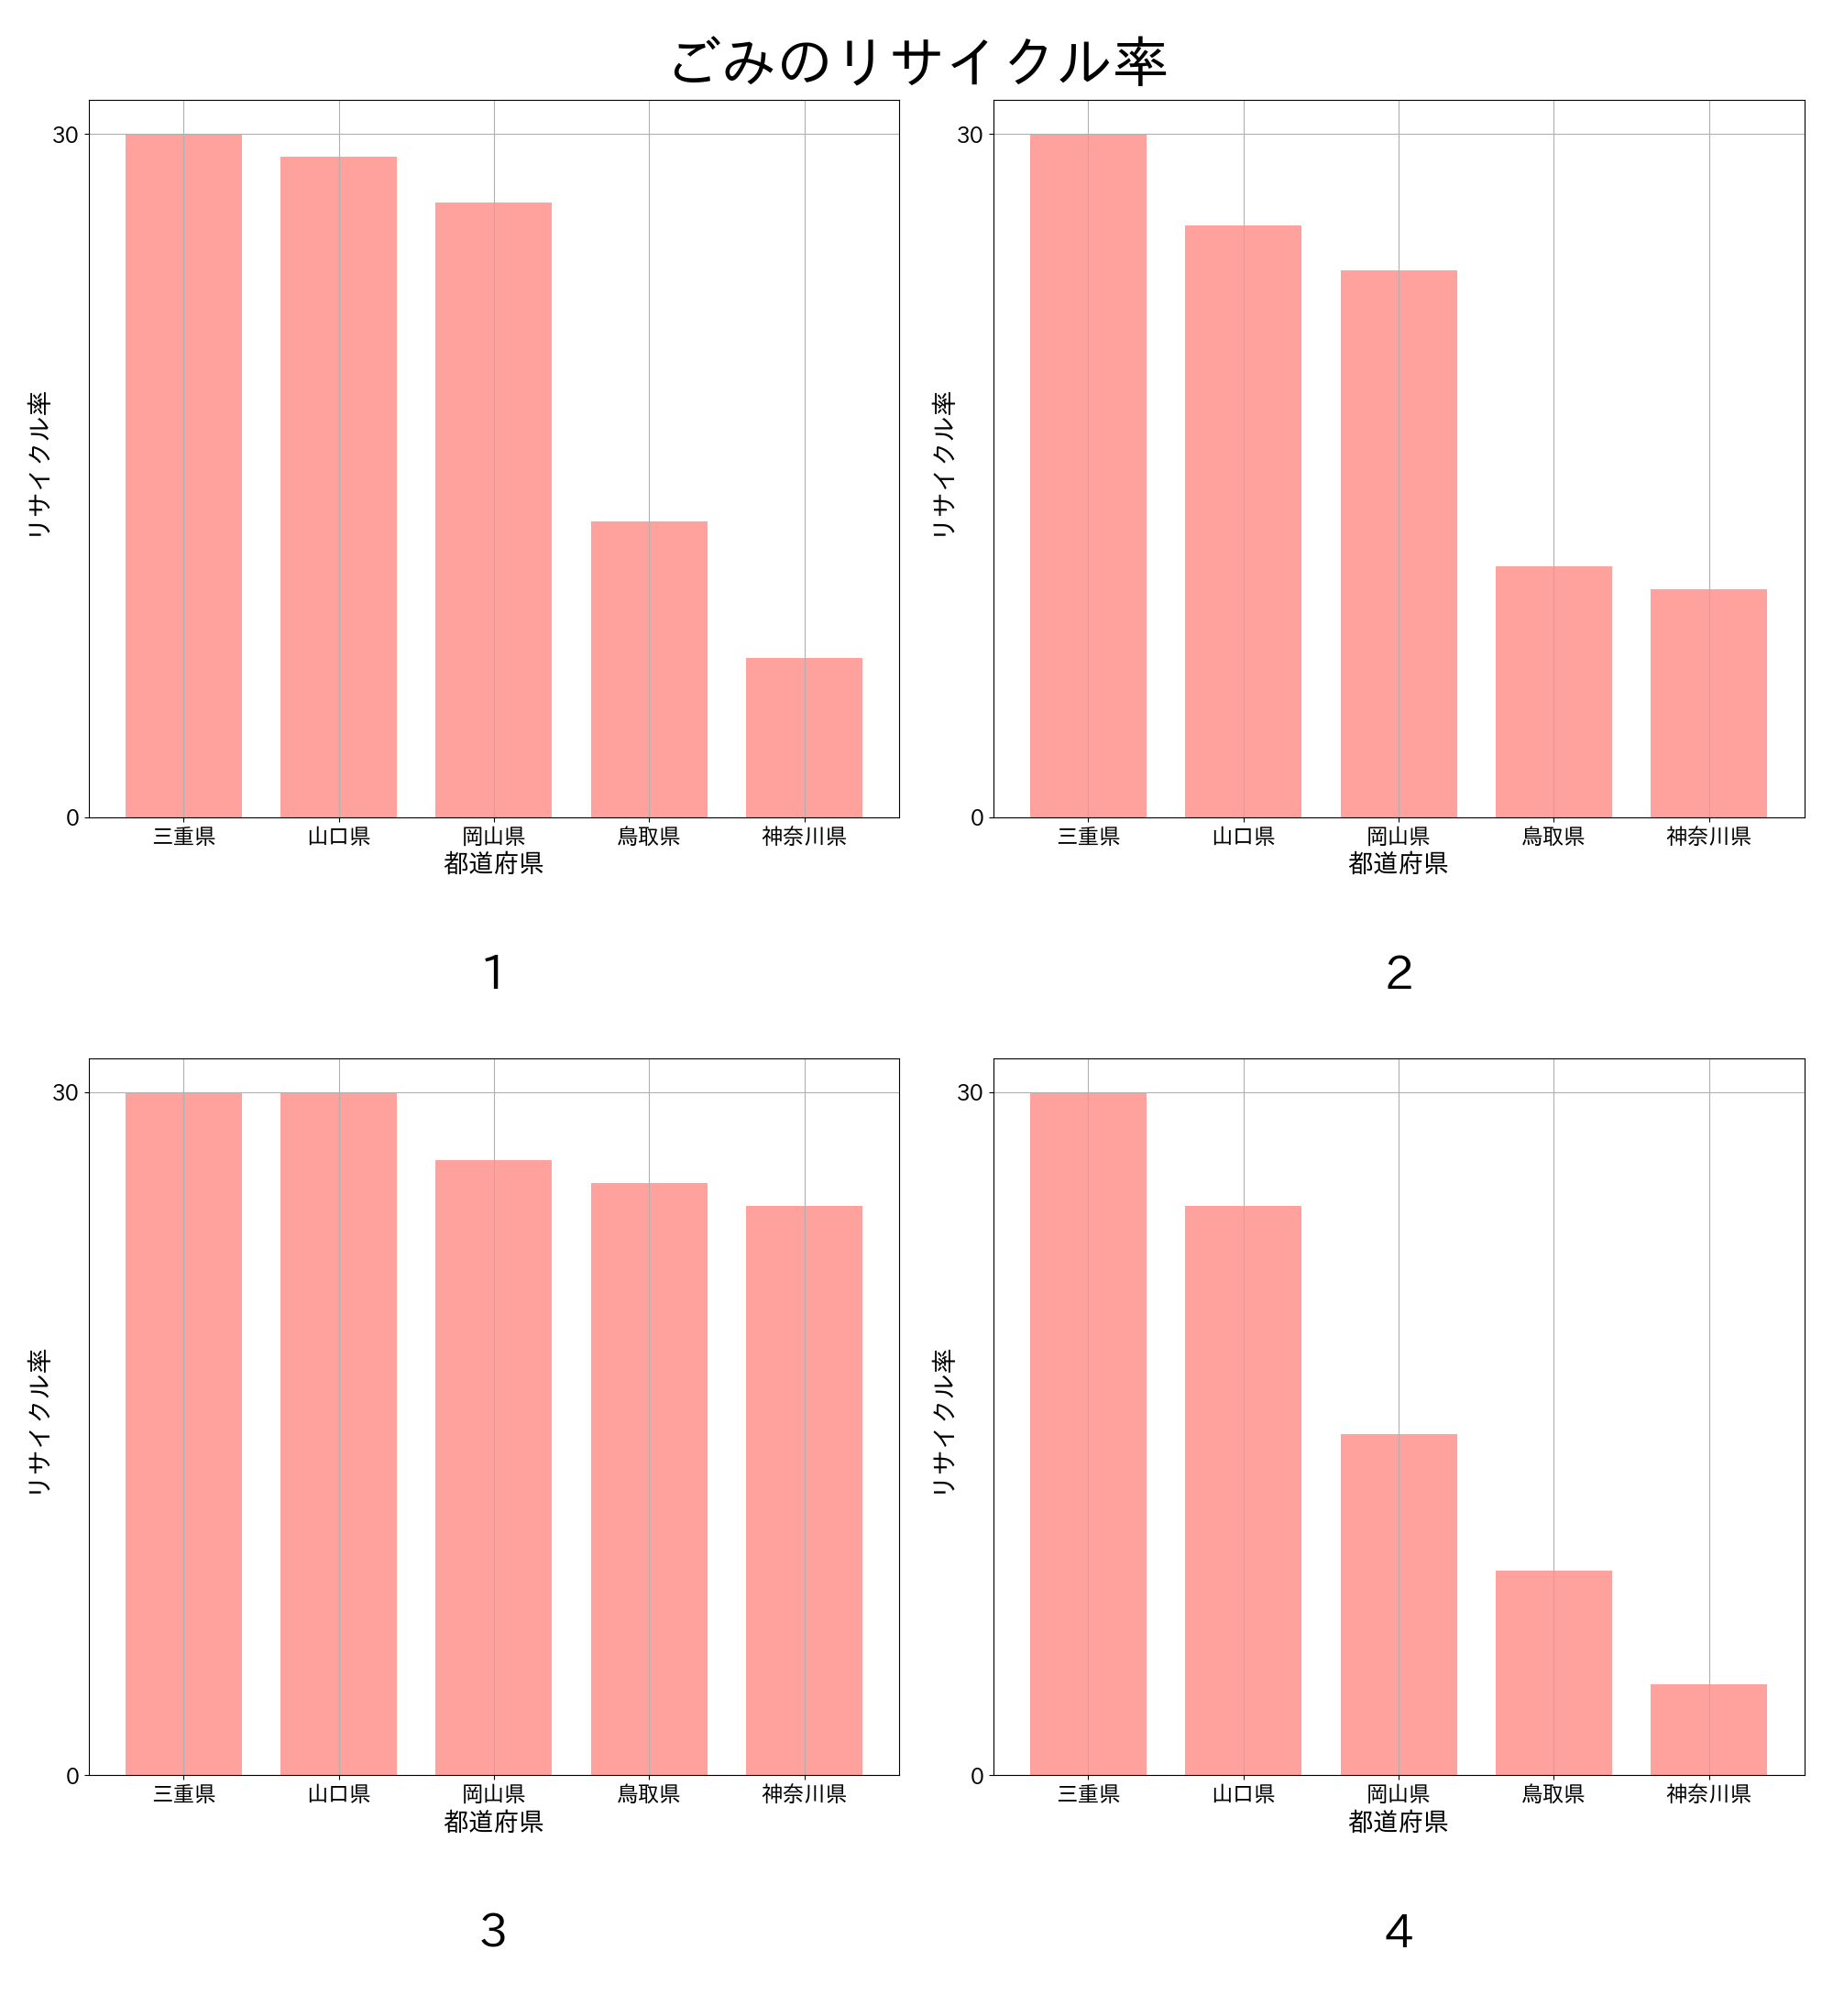 ごみのリサイクル率
リサイクル率
30
0
三重県 山口県 岡山県 鳥取県 神奈川県
都道府県
1
リサイクル率
30
0
三重県 山口県 岡山県 鳥取県 神奈川県
都道府県
2
リサイクル率
30
0
三重県 山口県 岡山県 鳥取県 神奈川県
都道府県
3
リサイクル率
30
0
三重県 山口県 岡山県 鳥取県 神奈川県
都道府県
4